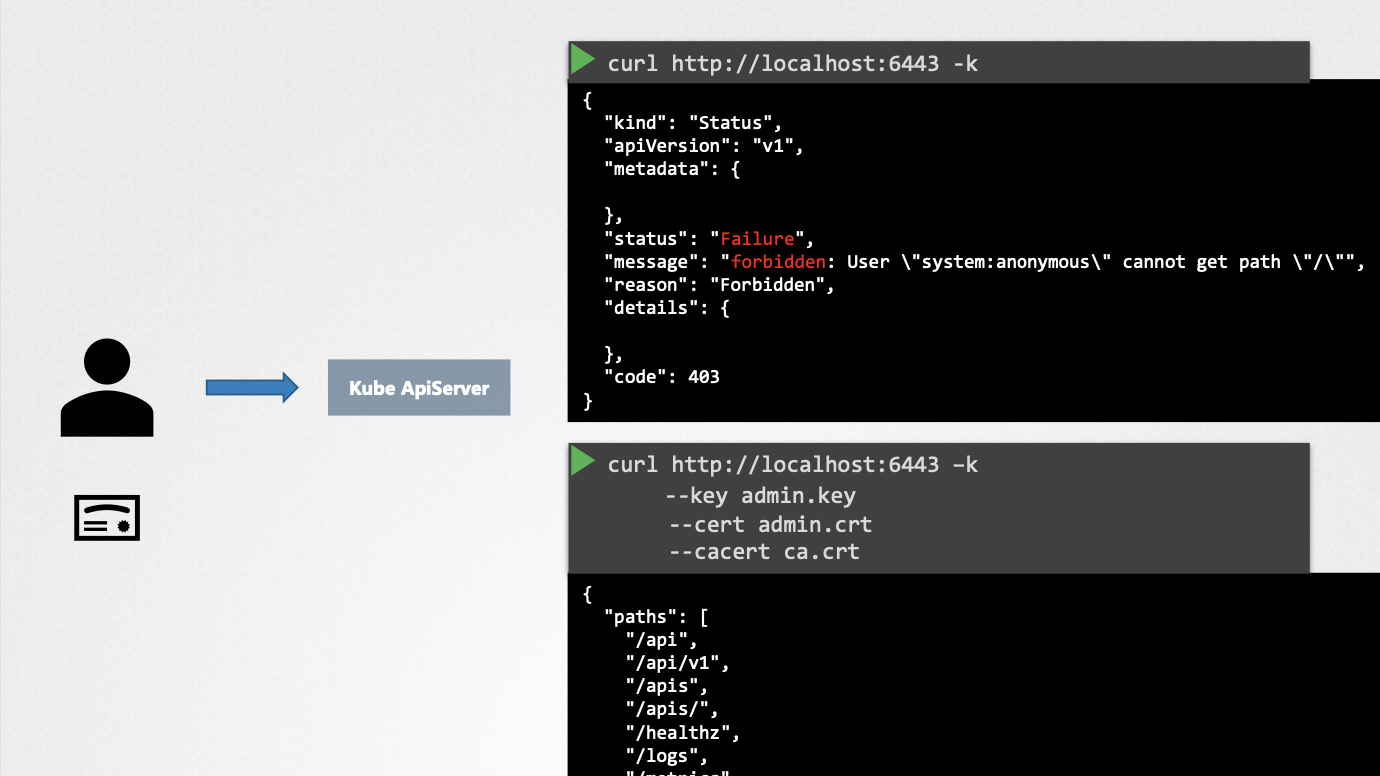 curl http://localhost:6443 -k
{
"kind": "Status",
"apiVersion": "v1",
"metadata": {
},
"status": "Failure",
"message": "forbidden: User \"system:anonymous\" cannot get path \"/\"",
"reason": "Forbidden",
"details": {
},
"code": 403
}
Kube ApiServer
curl http://localhost:6443 –k
--key admin.key
--cert admin.crt
--cacert ca.crt
{
"paths": [
"/api",
"/api/v1",
"/apis",
"/apis/",
"/healthz",
"/logs",
"/metrics"